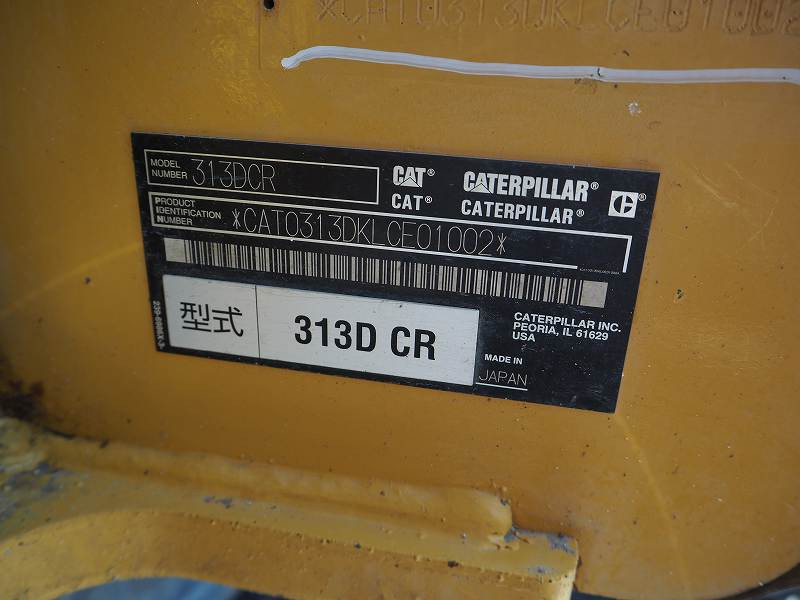 *CAT0313DKLCE01002
MODEL NUMBER 313DCR
CAT® CATERPILLAR®
CAT® CATERPILLAR®
PRODUCT IDENTIFICATION NUMBER *CAT0313DKLCE01002*
型式 313D CR
CATERPILLAR INC.
PEORIA, IL 61629
USA
MADE IN
JAPAN